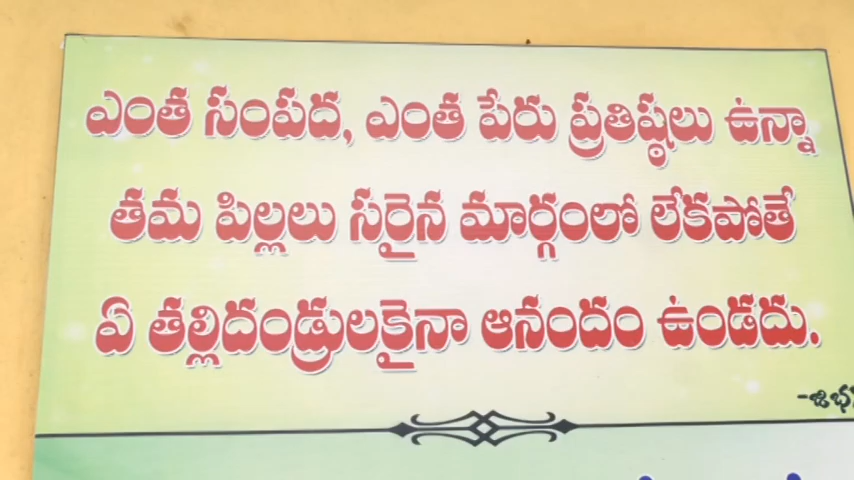 ఎంత సంపద, ఎంత పేరు ప్రతిష్ఠలు ఉన్నా
తమ పిల్లలు సరైన మార్గంలో లేకపోతే
ఏ తల్లిదండ్రులకైనా ఆనందం ఉండదు.